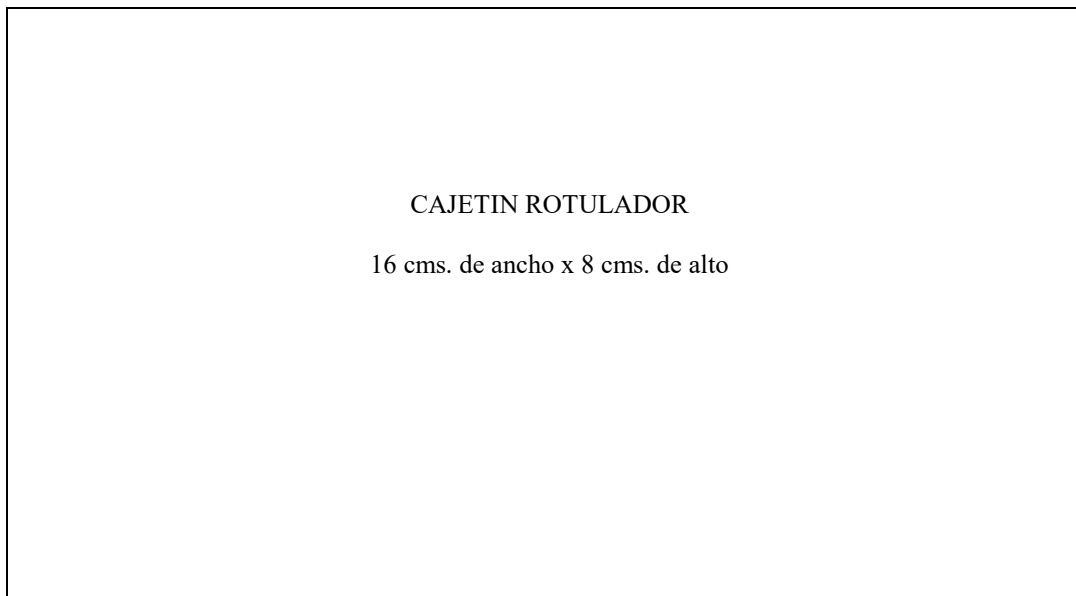 CAJETIN ROTULADOR
16 cms. de ancho x 8 cms. de alto